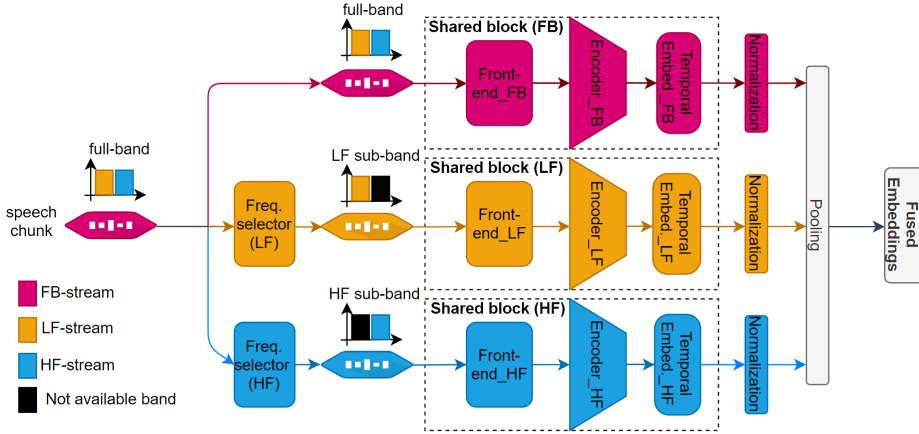 full-band
Shared block (FB)
Front-
end_FB
Encoder_FB
Temporal
Embed._FB
Normalization
full-band
speech
chunk
LF sub-band
Shared block (LF)
Freq.
selector
(LF)
Front-
end_LF
Encoder_LF
Temporal
Embed._LF
Normalization
Pooling
Fused
Embeddings
HF sub-band
Shared block (HF)
Freq.
selector
(HF)
Front-
end_HF
Encoder_HF
Temporal
Embed._HF
Normalization
FB-stream
LF-stream
HF-stream
Not available band